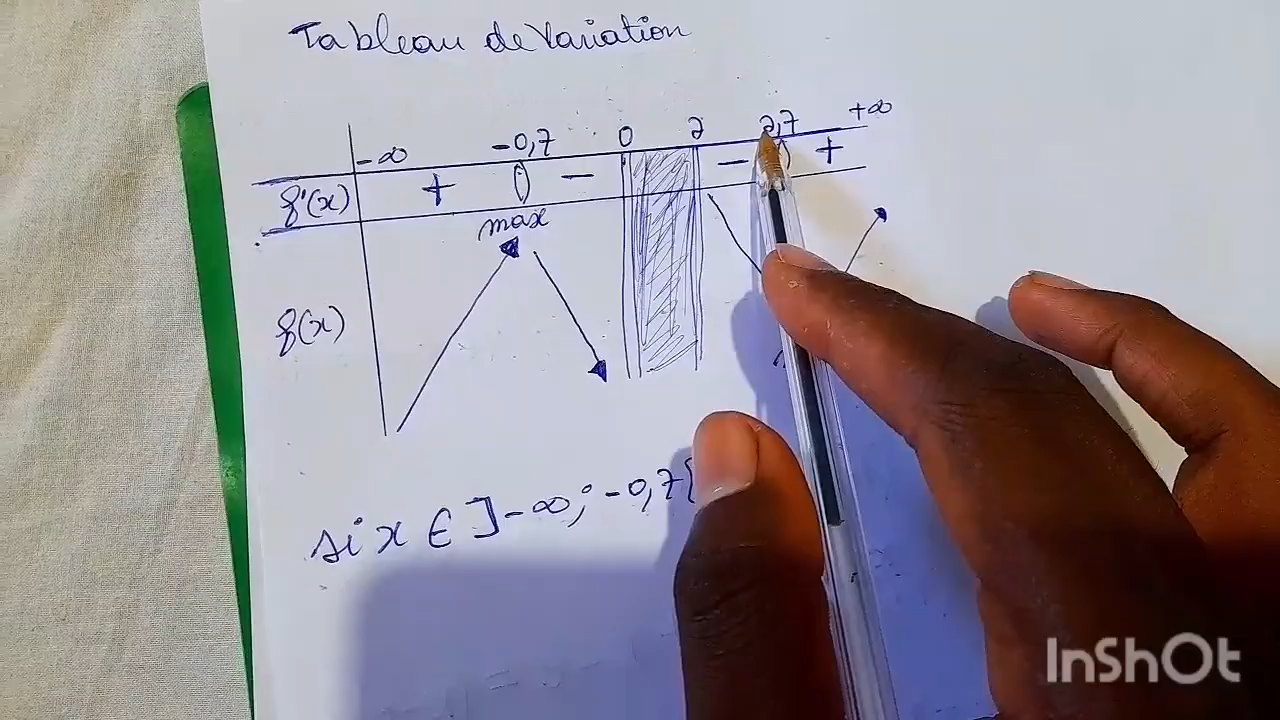 Tableau de Variation
-∞ -0,7 0 2 2,7 +∞
f'(x) + 0 - - 0 +
max
f(x)
si x ∈ ]-∞; -0,7[
InShOt